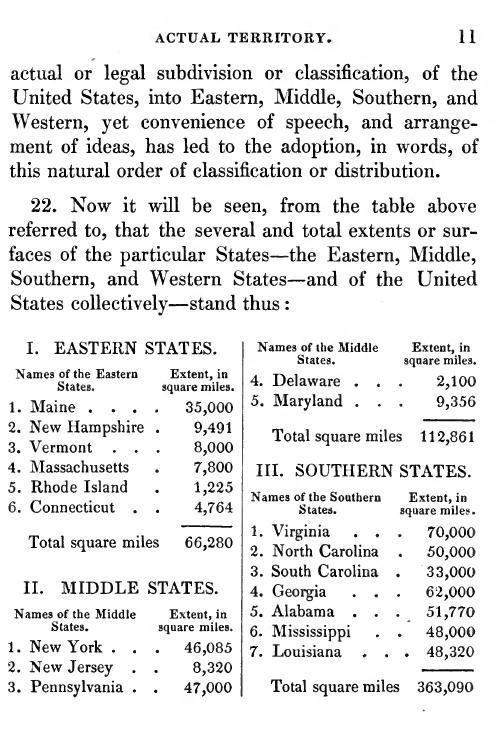 ACTUAL TERRITORY. 11
actual or legal subdivision or classification, of the
United States, into Eastern, Middle, Southern, and
Western, yet convenience of speech, and arrange-
ment of ideas, has led to the adoption, in words, of
this natural order of classification or distribution.
22. Now it will be seen, from the table above
referred to, that the several and total extents or sur-
faces of the particular States—the Eastern, Middle,
Southern, and Western States—and of the United
States collectively—stand thus :
I. EASTERN STATES.
Names of the Eastern States. Extent, in square miles.
1. Maine . . . . 35,000
2. New Hampshire . 9,491
3. Vermont . . . 8,000
4. Massachusetts . 7,800
5. Rhode Island . 1,225
6. Connecticut . . 4,764
Total square miles 66,280
II. MIDDLE STATES.
Names of the Middle States. Extent, in square miles.
1. New York . . . 46,085
2. New Jersey . . 8,320
3. Pennsylvania . . 47,000
Names of the Middle States. Extent, in square miles.
4. Delaware . . . 2,100
5. Maryland . . . 9,356
Total square miles 112,861
III. SOUTHERN STATES.
Names of the Southern States. Extent, in square miles.
1. Virginia . . . 70,000
2. North Carolina . 50,000
3. South Carolina . 33,000
4. Georgia . . . 62,000
5. Alabama . . . 51,770
6. Mississippi . . 48,000
7. Louisiana . . . 48,320
Total square miles 363,090